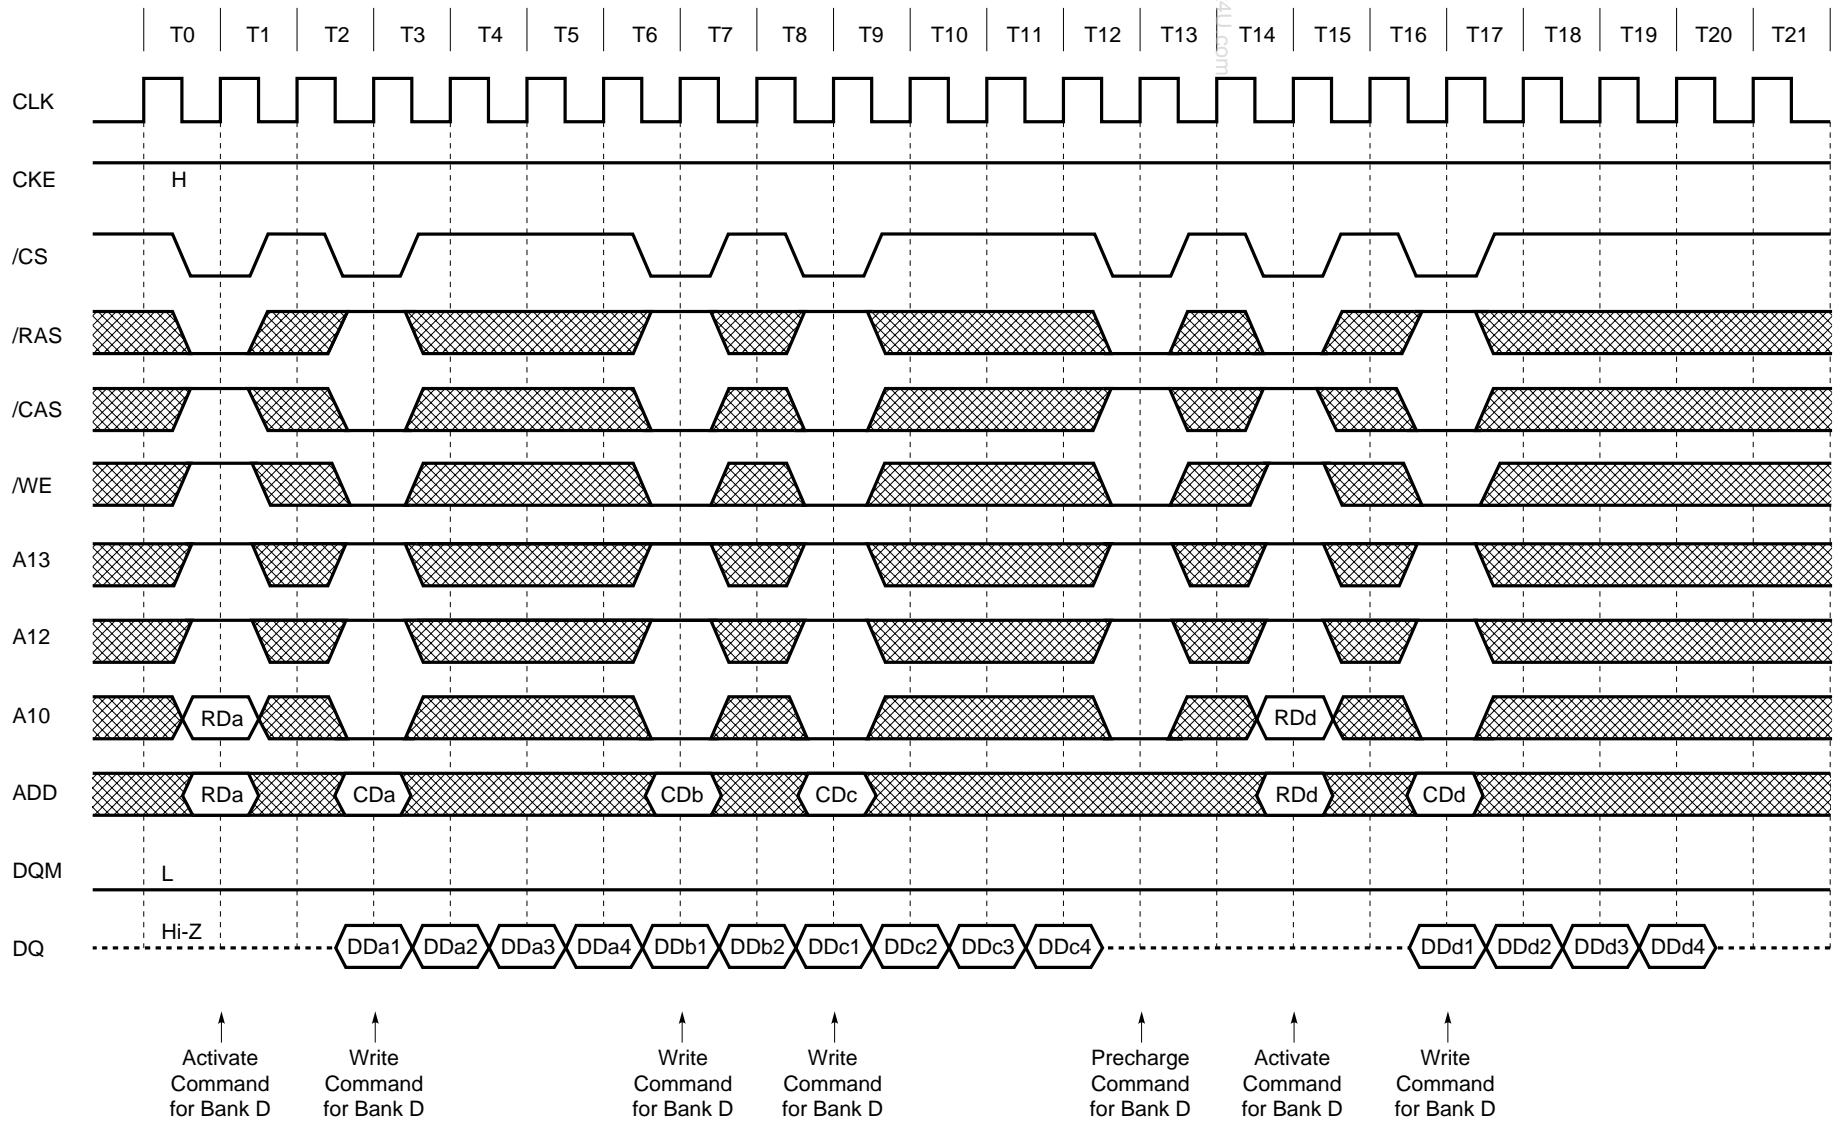 T0 T1 T2 T3 T4 T5 T6 T7 T8 T9 T10 T11 T12 T13 T14 T15 T16 T17 T18 T19 T20 T21
4U.com
CLK
CKE H
/CS
/RAS
/CAS
/WE
A13
A12
A10 RDa RDd
ADD RDa CDa CDb CDc RDd CDd
DQM L
Hi-Z
DQ DDa1 DDa2 DDa3 DDa4 DDb1 DDb2 DDc1 DDc2 DDc3 DDc4 DDd1 DDd2 DDd3 DDd4
Activate
Command
for Bank D
Write
Command
for Bank D
Write
Command
for Bank D
Write
Command
for Bank D
Precharge
Command
for Bank D
Activate
Command
for Bank D
Write
Command
for Bank D